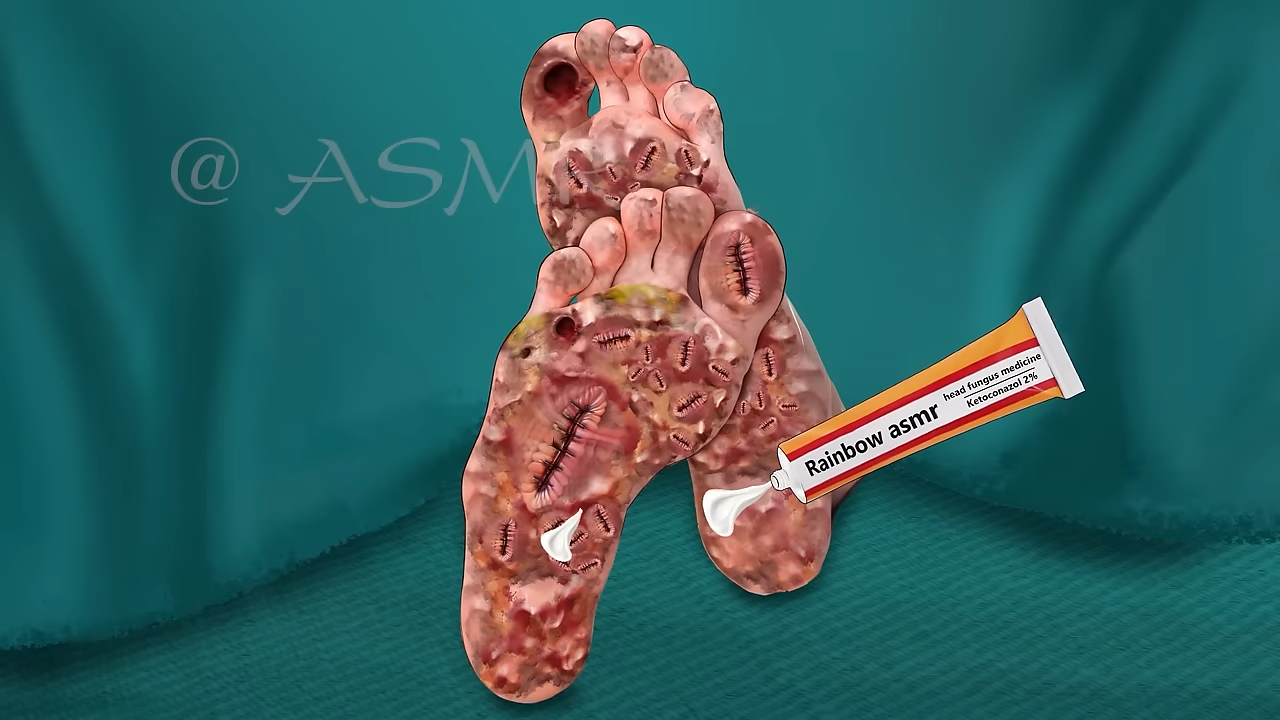 @ ASM
Rainbow asmr
head fungus medicine
Ketoconazol 2%